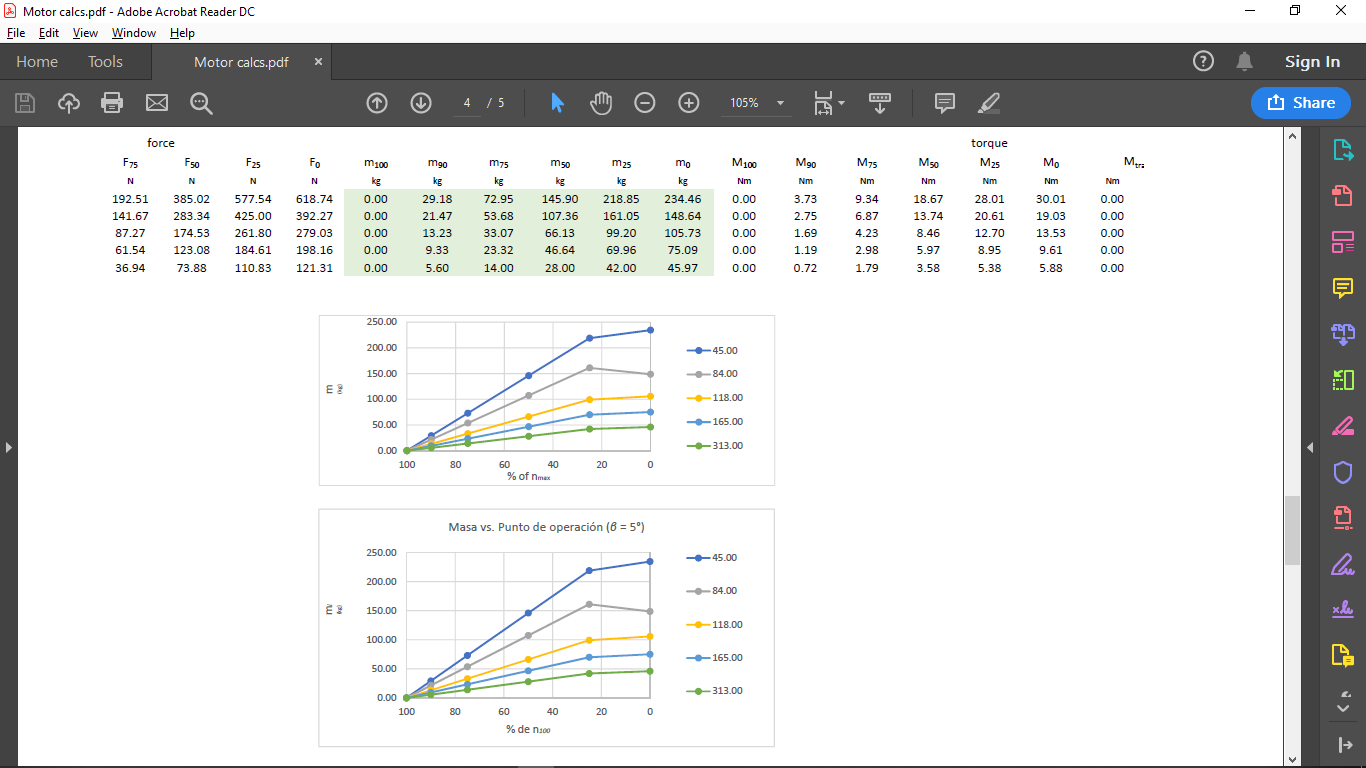 Motor calcs.pdf - Adobe Acrobat Reader DC
File Edit View Window Help
Home Tools Motor calcs.pdf × ? Sign In
4 / 5 105% Share
force torque
F75 F50 F25 F0 m100 m90 m75 m50 m25 m0 M100 M90 M75 M50 M25 M0
N N N N kg kg kg kg kg kg Nm Nm Nm Nm Nm Nm Nm
192.51 385.02 577.54 618.74 0.00 29.18 72.95 145.90 218.85 234.46 0.00 3.73 9.34 18.67 28.01 30.01 0.00
141.67 283.34 425.00 392.27 0.00 21.47 53.68 107.36 161.05 148.64 0.00 2.75 6.87 13.74 20.61 19.03 0.00
87.27 174.53 261.80 279.03 0.00 13.23 33.07 66.13 99.20 105.73 0.00 1.69 4.23 8.46 12.70 13.53 0.00
61.54 123.08 184.61 198.16 0.00 9.33 23.32 46.64 69.96 75.09 0.00 1.19 2.98 5.97 8.95 9.61 0.00
36.94 73.88 110.83 121.31 0.00 5.60 14.00 28.00 42.00 45.97 0.00 0.72 1.79 3.58 5.38 5.88 0.00
250.00
200.00
150.00
100.00
50.00
0.00
m (kg)
100 80 60 40 20 0
% of nmax
45.00
84.00
118.00
165.00
313.00
Masa vs. Punto de operación (β = 5°)
250.00
200.00
150.00
100.00
50.00
0.00
(kg)
100 80 60 40 20 0
% de n100
45.00
84.00
118.00
165.00
313.00